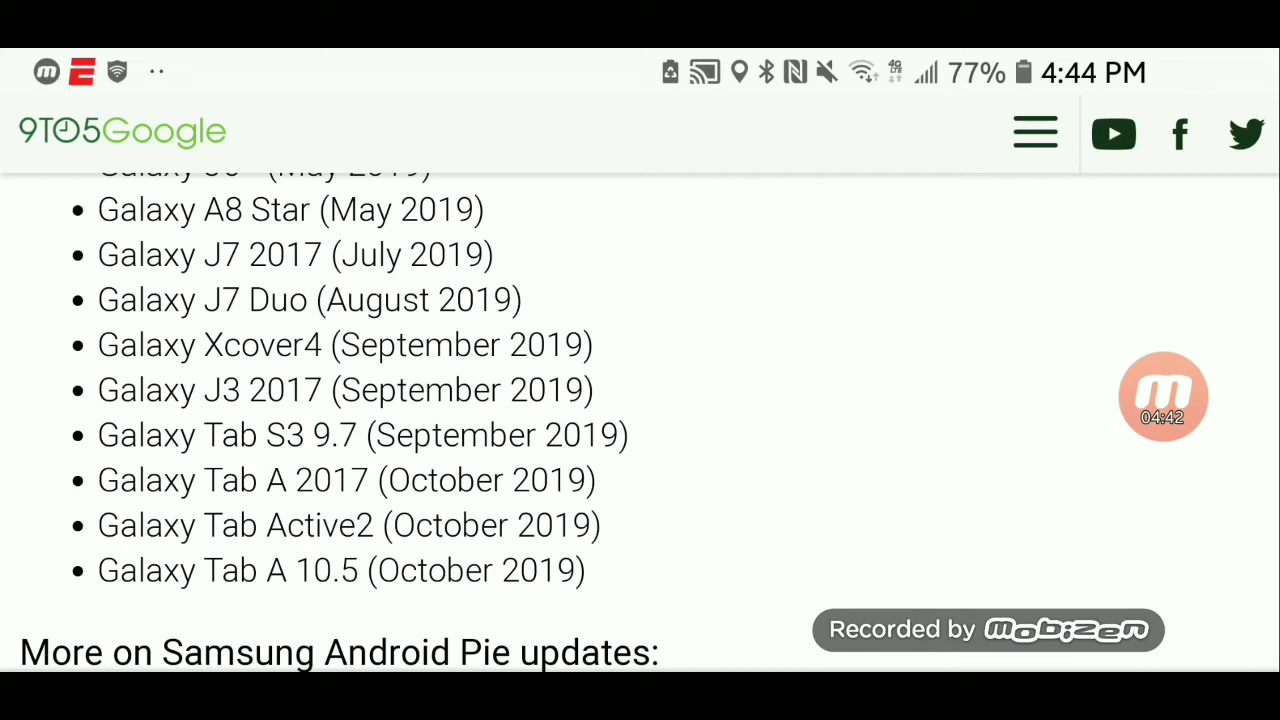 77% 4:44 PM
9TO5Google
(May 2019)
Galaxy A8 Star (May 2019)
Galaxy J7 2017 (July 2019)
Galaxy J7 Duo (August 2019)
Galaxy Xcover4 (September 2019)
Galaxy J3 2017 (September 2019)
04:42
Galaxy Tab S3 9.7 (September 2019)
Galaxy Tab A 2017 (October 2019)
Galaxy Tab Active2 (October 2019)
Galaxy Tab A 10.5 (October 2019)
Recorded by Mobizen
More on Samsung Android Pie updates: